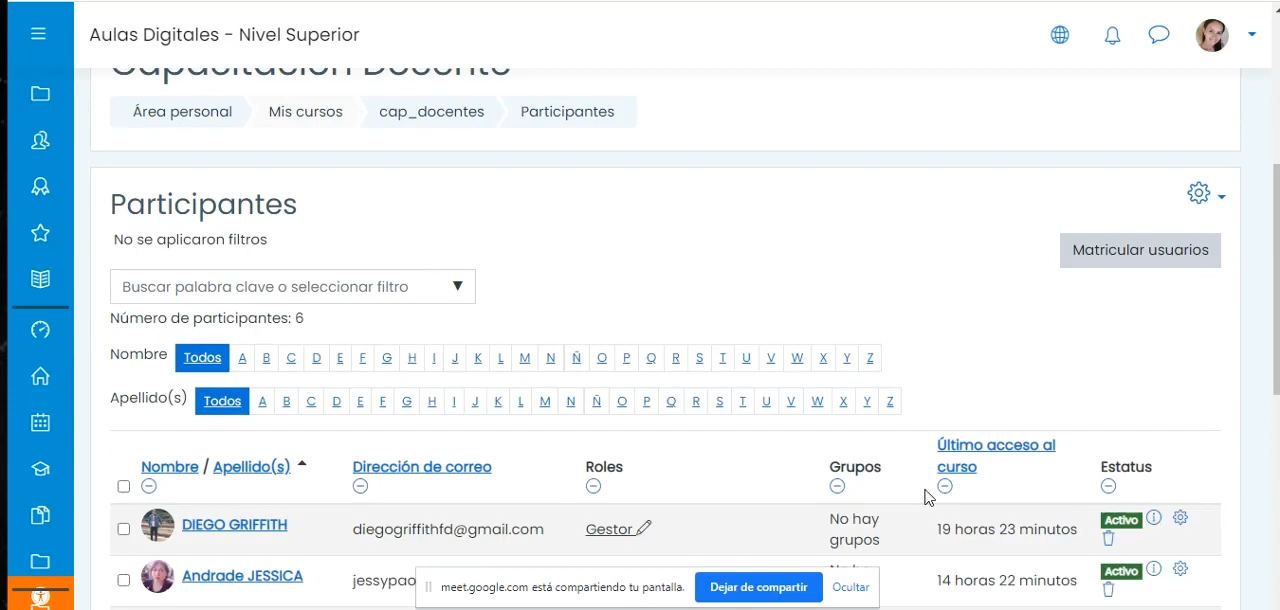 Aulas Digitales - Nivel Superior
Capacitación Docente
Área personal Mis cursos cap_docentes Participantes
Participantes
No se aplicaron filtros
Matricular usuarios
Buscar palabra clave o seleccionar filtro ▼
Número de participantes: 6
Nombre Todos A B C D E F G H I J K L M N Ñ O P Q R S T U V W X Y Z
Apellido(s) Todos A B C D E F G H I J K L M N Ñ O P Q R S T U V W X Y Z
Nombre / Apellido(s) Dirección de correo Roles Grupos Último acceso al curso Estatus
DIEGO GRIFFITH diegogriffithfd@gmail.com Gestor No hay grupos 19 horas 23 minutos Activo
Andrade JESSICA No hay 14 horas 22 minutos Activo
meet.google.com está compartiendo tu pantalla. Dejar de compartir Ocultar